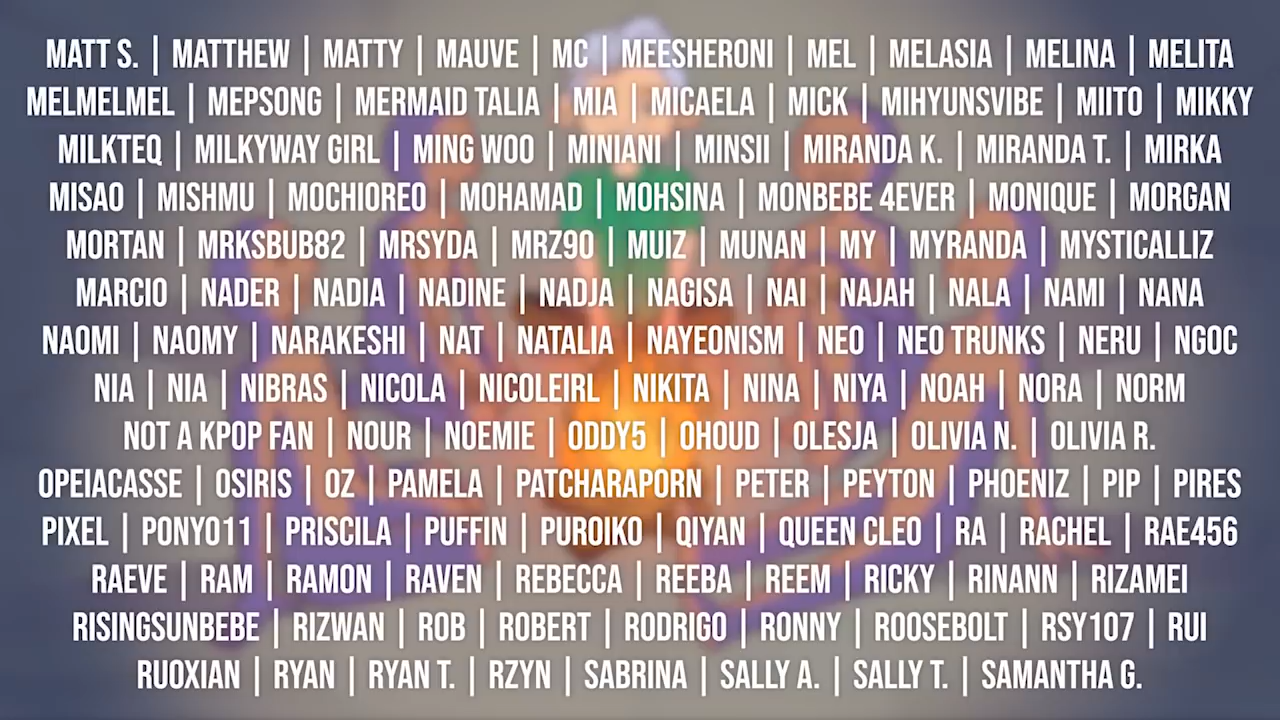 MATT S. | MATTHEW | MATTY | MAUVE | MC | MEESHERONI | MEL | MELASIA | MELINA | MELITA
MELMELMEL | MEPSONG | MERMAID TALIA | MIA | MICAELA | MICK | MIHYUNSVIBE | MIITO | MIKKY
MILKTEQ | MILKYWAY GIRL | MING WOO | MINIANI | MINSII | MIRANDA K. | MIRANDA T. | MIRKA
MISAO | MISHMU | MOCHIOREO | MOHAMAD | MOHSINA | MONBEBE 4EVER | MONIQUE | MORGAN
MORTAN | MRKSBUB82 | MRSYDA | MRZ90 | MUIZ | MUNAN | MY | MYRANDA | MYSTICALLIZ
MARCIO | NADER | NADIA | NADINE | NADJA | NAGISA | NAI | NAJAH | NALA | NAMI | NANA
NAOMI | NAOMY | NARAKESHI | NAT | NATALIA | NAYEONISM | NEO | NEO TRUNKS | NERU | NGOC
NIA | NIA | NIBRAS | NICOLA | NICOLEIRL | NIKITA | NINA | NIYA | NOAH | NORA | NORM
NOT A KPOP FAN | NOUR | NOEMIE | ODDY5 | OHOUD | OLESJA | OLIVIA N. | OLIVIA R.
OPEIACASSE | OSIRIS | OZ | PAMELA | PATCHARAPORN | PETER PEYTON | PHOENIZ | PIP | PIRES
PIXEL | PONY011 | PRISCILA | PUFFIN | PUROIKO | QIYAN | QUEEN CLEO | RA | RACHEL | RAE456
RAEVE | RAM | RAMON | RAVEN | REBECCA | REEBA | REEM | RICKY | RINANN | RIZAMEI
RISINGSUNBEBE | RIZWAN | ROB | ROBERT | RODRIGO | RONNY | ROOSEBOLT | RSY107 | RUI
RUOXIAN | RYAN | RYAN T. | RZYN | SABRINA | SALLY A. | SALLY T. | SAMANTHA G.